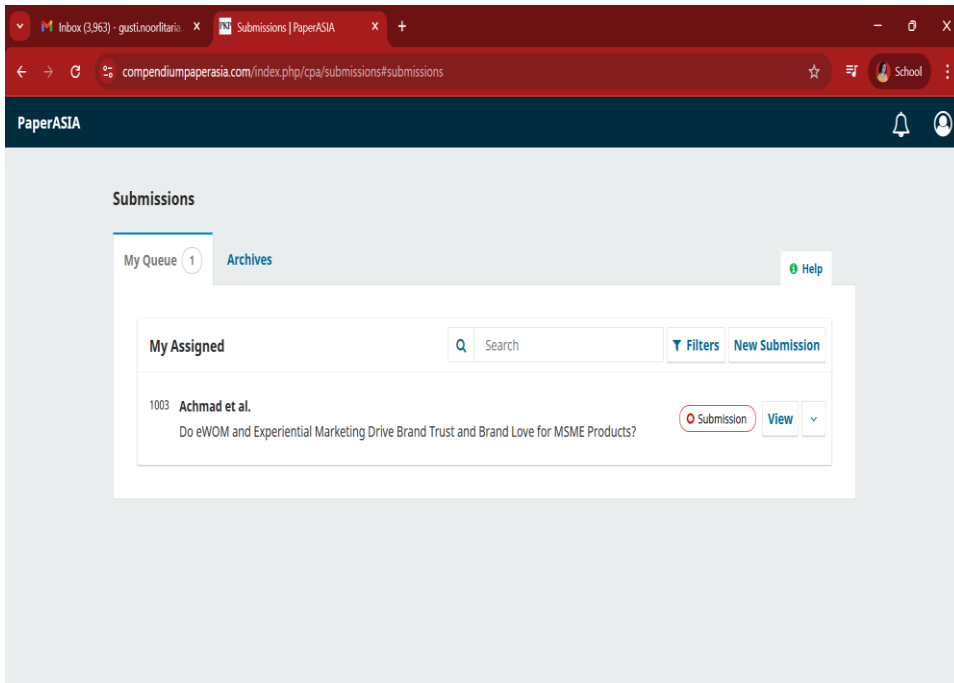 Inbox (3,963) - gusti.noorlitaria. X PKP Submissions | PaperASIA X +
compendiumpaperasia.com/index.php/cpa/submissions#submissions School
PaperASIA
Submissions
My Queue 1 Archives
Help
My Assigned Search Filters New Submission
1003 Achmad et al.
Submission View
Do eWOM and Experiential Marketing Drive Brand Trust and Brand Love for MSME Products?